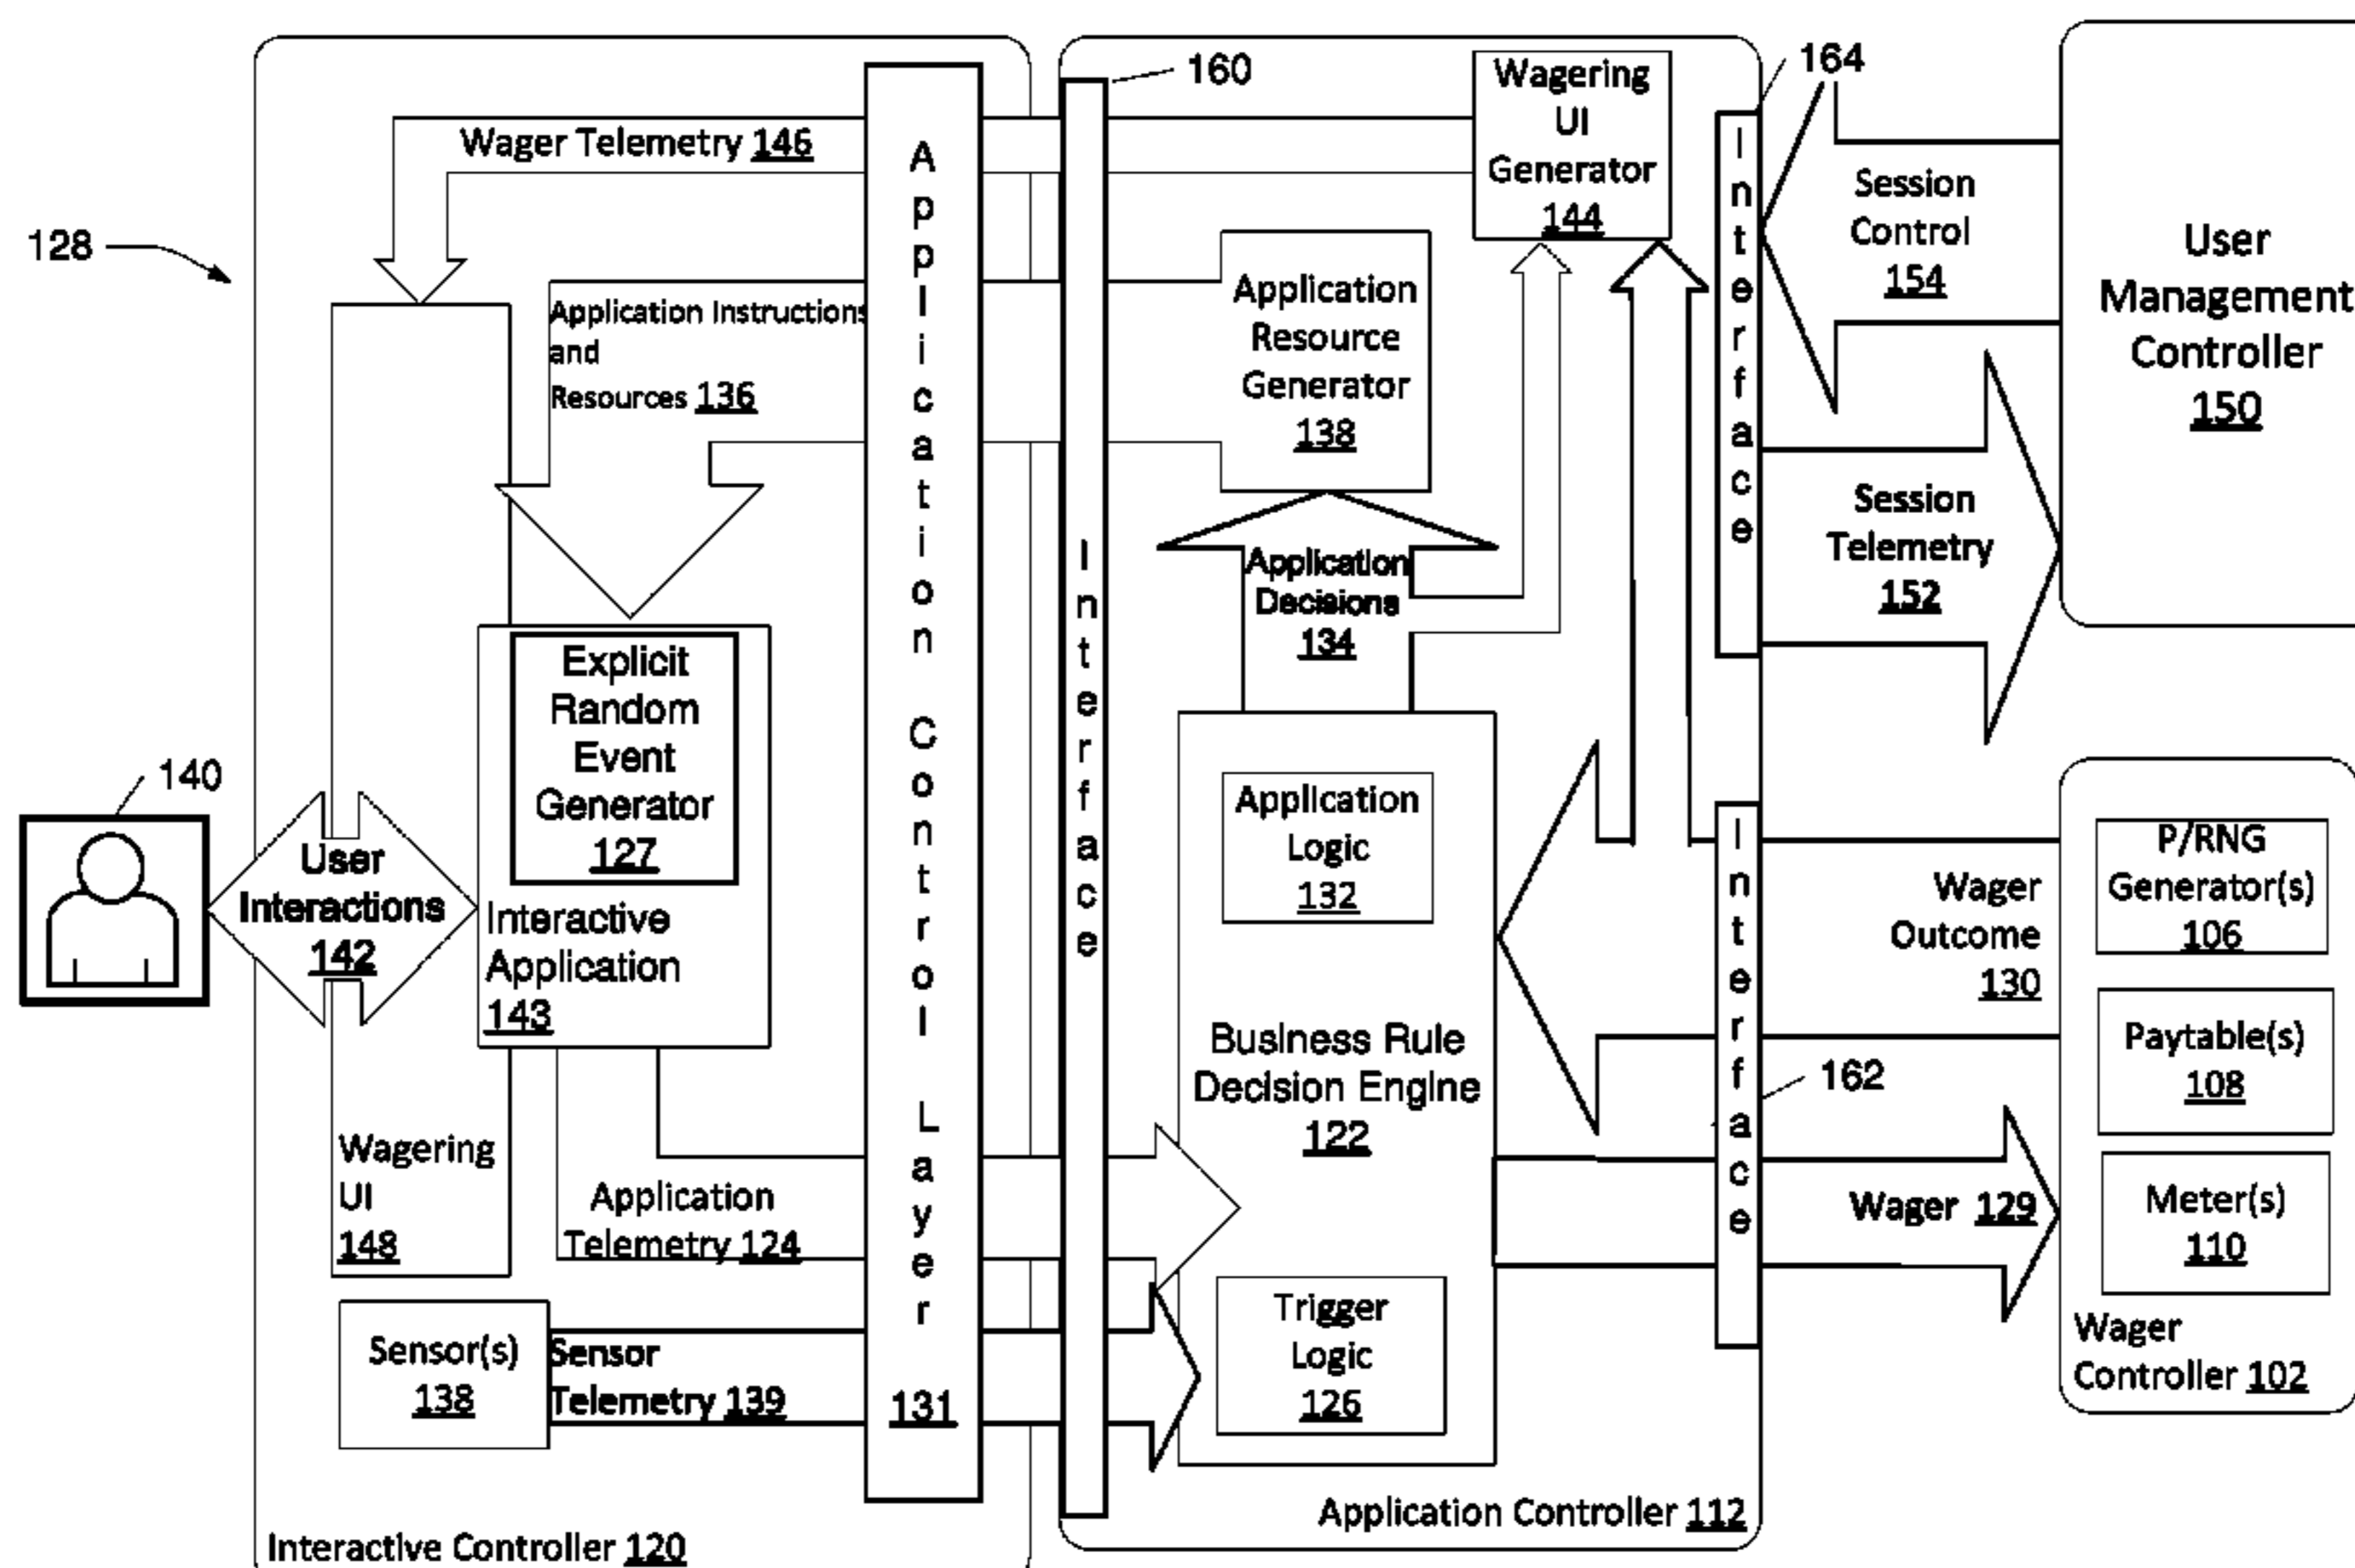 128
140
Wager Telemetry 146
Application Instructions
and
Resources 136
Explicit
Random
Event
Generator
127
Interactive
Application
143
User
Interactions
142
Wagering
UI
148
Application
Telemetry 124
Sensor(s)
138
Sensor
Telemetry 139
Application Control Layer
131
Interactive Controller 120
160
Interface
Wagering
UI
Generator
144
Application
Resource
Generator
138
Application
Decisions
134
Application
Logic
132
Business Rule
Decision Engine
122
Trigger
Logic
126
Application Controller 112
164
Interface
Session
Control
154
Session
Telemetry
152
User
Management
Controller
150
Interface
162
Wager
Outcome
130
Wager 129
P/RNG
Generator(s)
106
Paytable(s)
108
Meter(s)
110
Wager
Controller 102